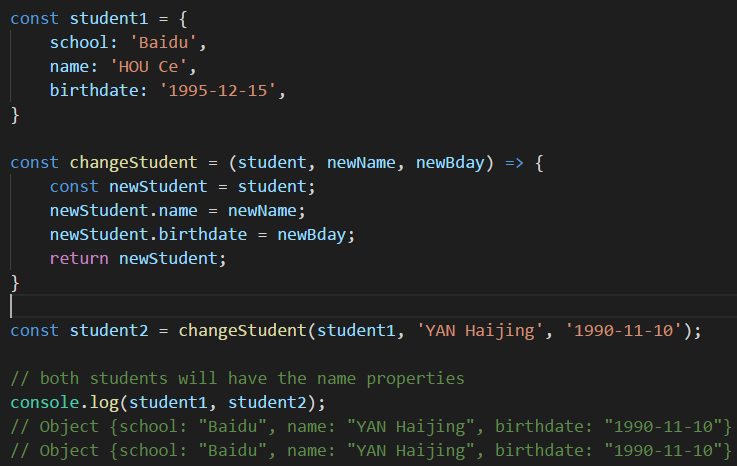 const student1 = {
    school: 'Baidu',
    name: 'HOU Ce',
    birthdate: '1995-12-15',
}

const changeStudent = (student, newName, newBday) => {
    const newStudent = student;
    newStudent.name = newName;
    newStudent.birthdate = newBday;
    return newStudent;
}

const student2 = changeStudent(student1, 'YAN Haijing', '1990-11-10');

// both students will have the name properties
console.log(student1, student2);
// Object {school: "Baidu", name: "YAN Haijing", birthdate: "1990-11-10"}
// Object {school: "Baidu", name: "YAN Haijing", birthdate: "1990-11-10"}